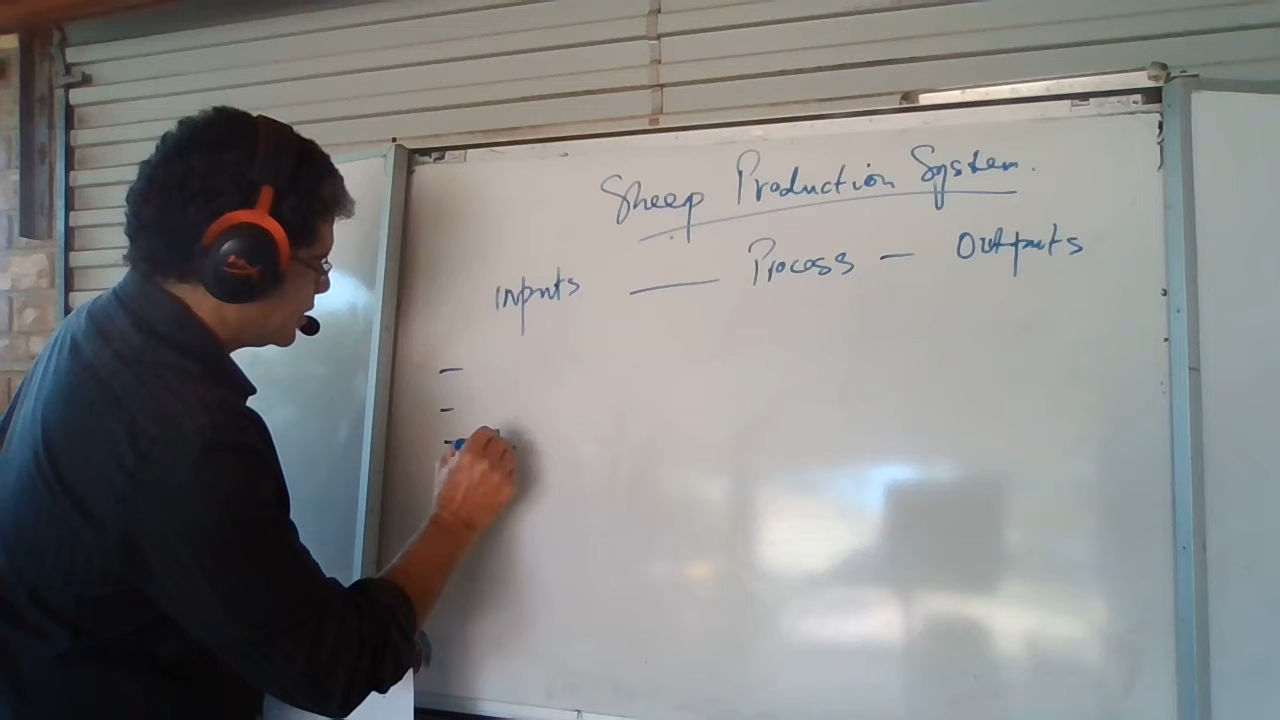 Sheep Production System.
inputs — Process — Outputs
-
-
-